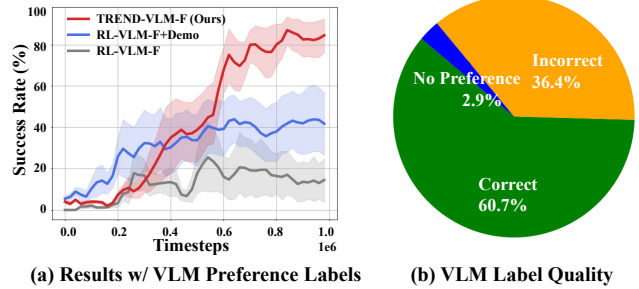 TREND-VLM-F (Ours)
RL-VLM-F+Demo
RL-VLM-F
Success Rate (%)
80
60
40
20
0
0.0 0.2 0.4 0.6 0.8 1.0
Timesteps 1e6
(a) Results w/ VLM Preference Labels
Incorrect
36.4%
No Preference
2.9%
Correct
60.7%
(b) VLM Label Quality